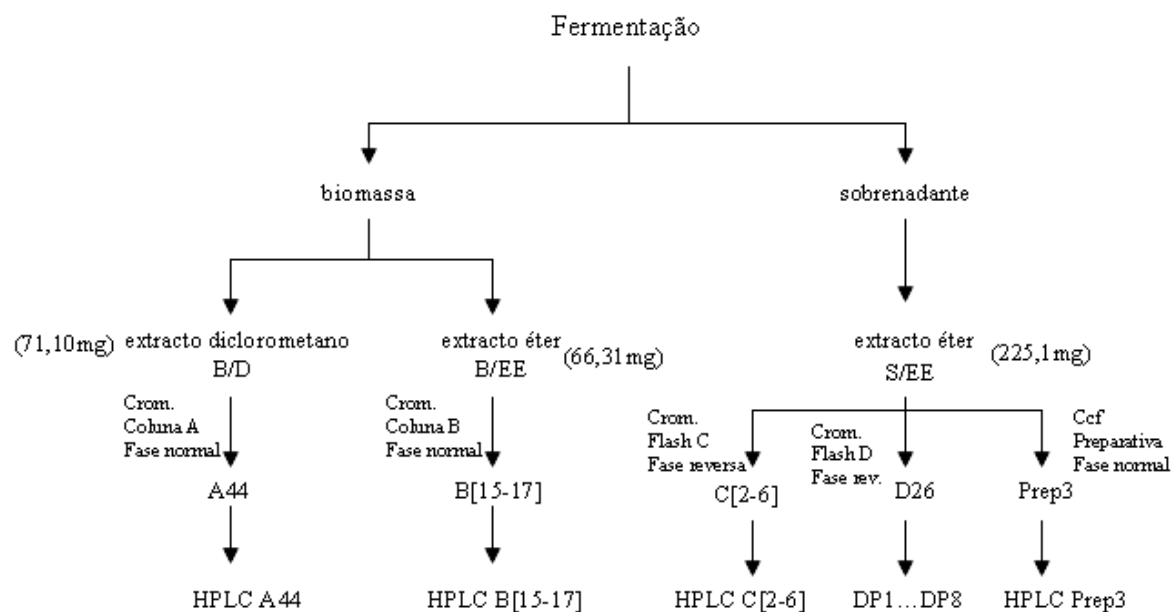 Fermentação
biomassa
sobrenadante
(71,10mg)
extracto diclorometano
B/D
extracto éter
B/EE
(66,31mg)
extracto éter
S/EE
(225,1mg)
Crom.
Coluna A
Fase normal
Crom.
Coluna B
Fase normal
Crom.
Flash C
Fase reversa
Crom.
Flash D
Fase rev.
Ccf
Preparativa
Fase normal
A44
B[15-17]
C[2-6]
D26
Prep3
HPLC A44
HPLC B[15-17]
HPLC C[2-6]
DP1...DP8
HPLC Prep3